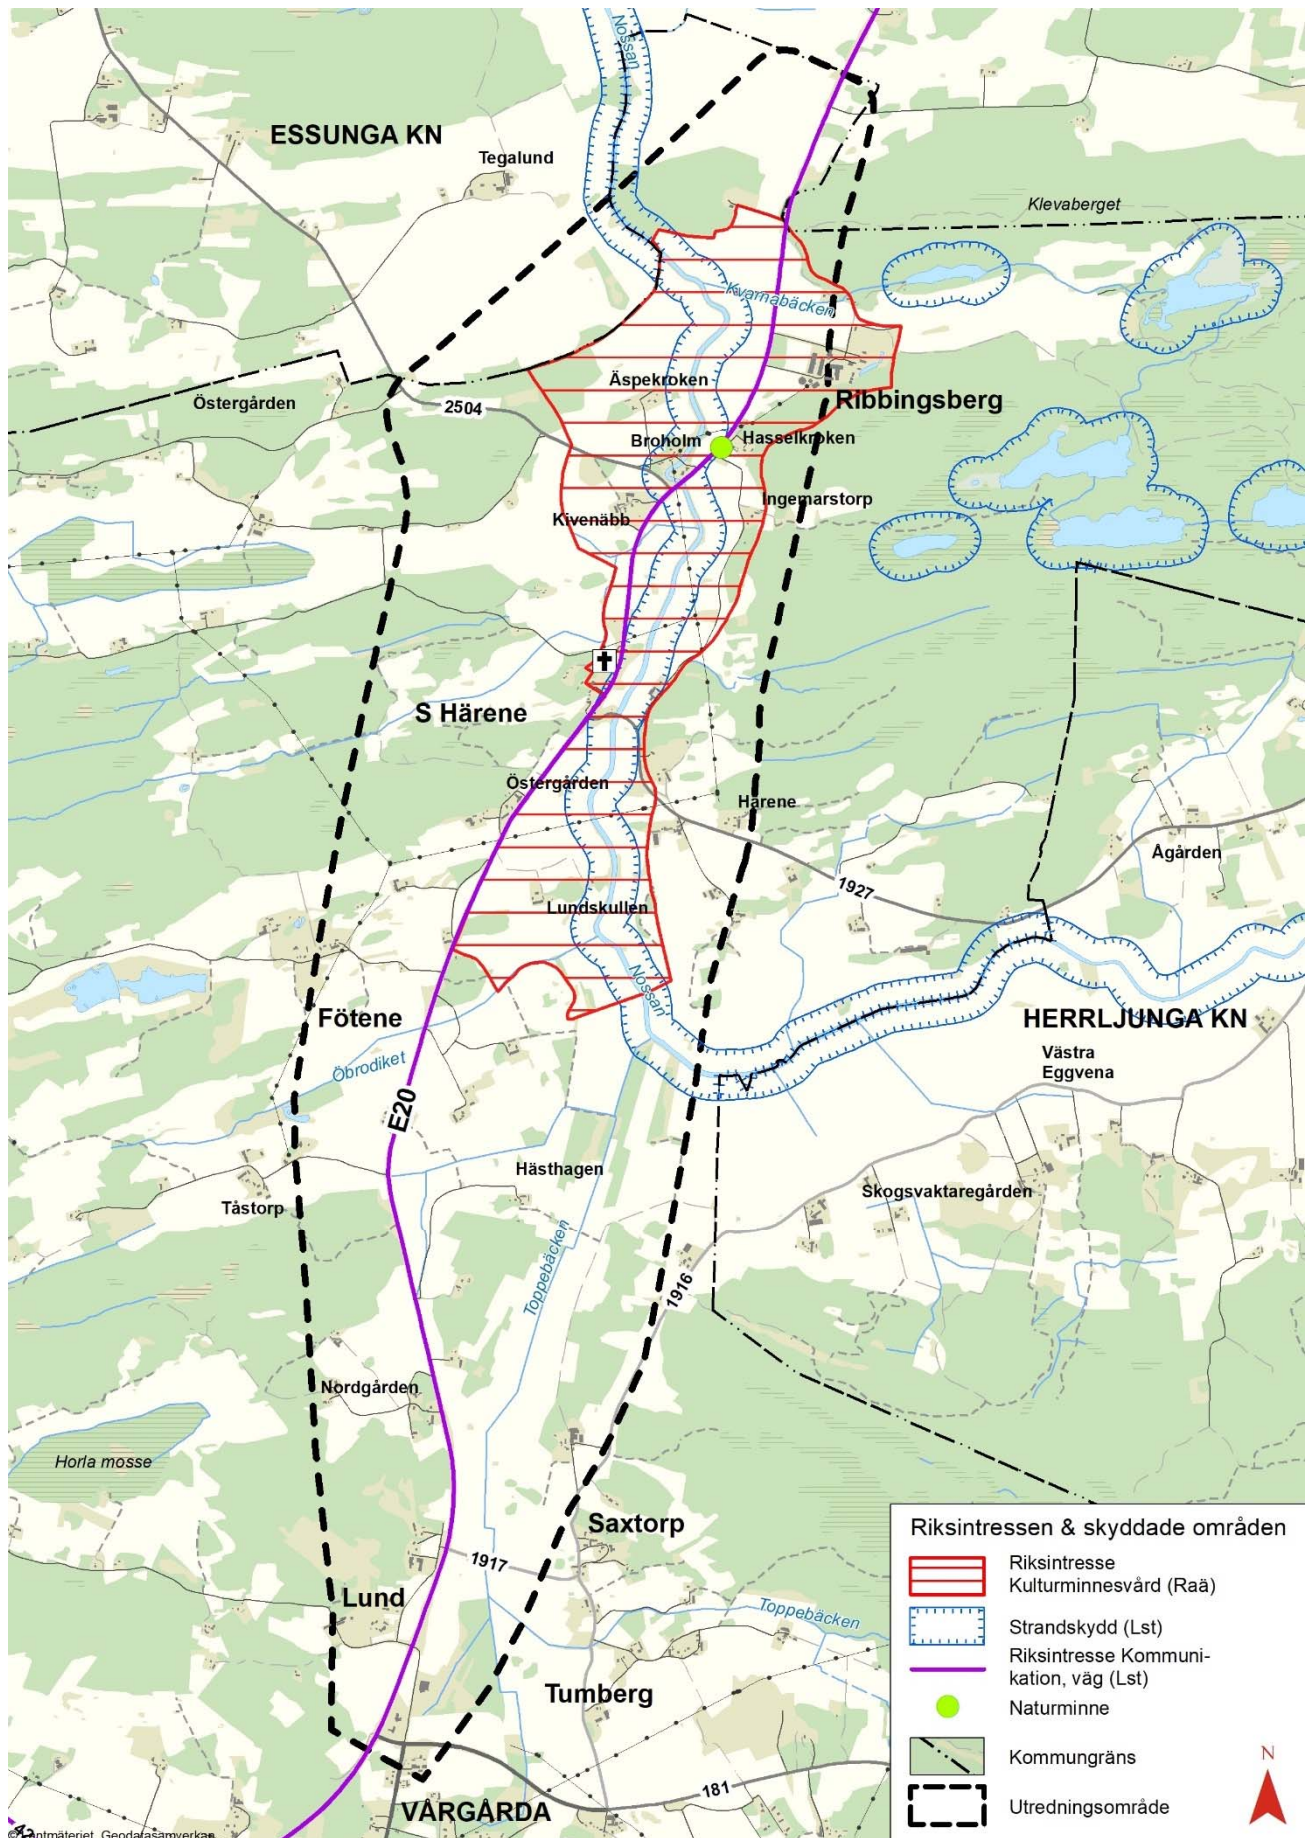 Nossan
ESSUNGA KN
Tegalund
Klevaberget
Kvarnabäcken
Äspekroken
Östergården
2504
Ribbingsberg
Broholm
Hasselkroken
Ingemarstorp
Kivenäbb
S Härene
Östergården
Härene
Ågården
1927
Lundskullen
Nossan
Fötene
HERRLJUNGA KN
Västra
Eggvena
Öbrodiket
E20
Hästhagen
Skogsvaktaregården
Tåstorp
Toppebäcken
1916
Nordgården
Horla mosse
Saxtorp
1917
Lund
Toppebäcken
Tumberg
181
VÅRGÅRDA
42
Riksintressen & skyddade områden
Riksintresse
Kulturminnesvård (Raä)
Strandskydd (Lst)
Riksintresse Kommuni-
kation, väg (Lst)
Naturminne
Kommungräns
Utredningsområde
N
© Lantmäteriet, Geodatasamverkan